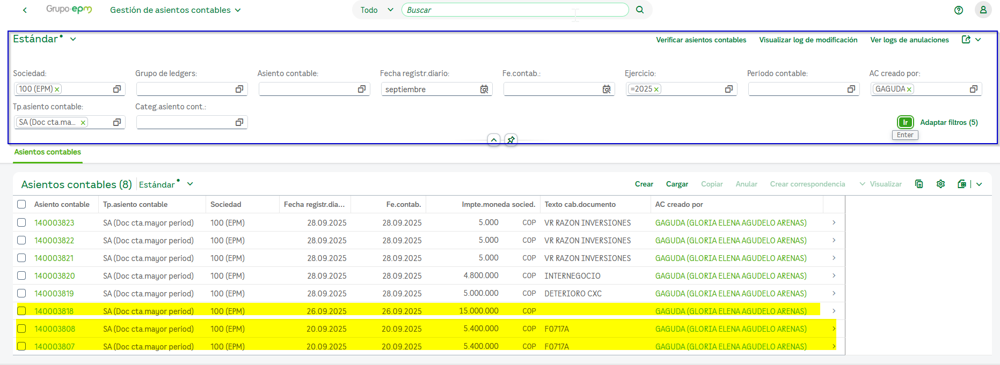 Grupo·epm Gestión de asientos contables Todo Buscar
Estándar* Verificar asientos contables Visualizar log de modificación Ver logs de anulaciones
Sociedad: Grupo de ledgers: Asiento contable: Fecha registr.diario: Fe.contab.: Ejercicio: Período contable: AC creado por:
100 (EPM) septiembre =2025 GAGUDA
Tp.asiento contable: Categ.asiento cont.:
SA (Doc cta.ma... Ir Adaptar filtros (5)
Enter
Asientos contables
Asientos contables (8) Estándar* Crear Cargar Copiar Anular Crear correspondencia Visualizar
Asiento contable Tp.asiento contable Sociedad Fecha registr.dia... Fe.contab. Impte.moneda socied. Texto cab.documento AC creado por
140003823 SA (Doc cta.mayor period) 100 (EPM) 28.09.2025 28.09.2025 5.000 COP VR RAZON INVERSIONES GAGUDA (GLORIA ELENA AGUDELO ARENAS)
140003822 SA (Doc cta.mayor period) 100 (EPM) 28.09.2025 28.09.2025 5.000 COP VR RAZON INVERSIONES GAGUDA (GLORIA ELENA AGUDELO ARENAS)
140003821 SA (Doc cta.mayor period) 100 (EPM) 28.09.2025 28.09.2025 5.000 COP VR RAZON INVERSIONES GAGUDA (GLORIA ELENA AGUDELO ARENAS)
140003820 SA (Doc cta.mayor period) 100 (EPM) 28.09.2025 28.09.2025 4.800.000 COP INTERNEGOCIO GAGUDA (GLORIA ELENA AGUDELO ARENAS)
140003819 SA (Doc cta.mayor period) 100 (EPM) 28.09.2025 28.09.2025 5.000.000 COP DETERIORO CXC GAGUDA (GLORIA ELENA AGUDELO ARENAS)
140003818 SA (Doc cta.mayor period) 100 (EPM) 26.09.2025 26.09.2025 15.000.000 COP GAGUDA (GLORIA ELENA AGUDELO ARENAS)
140003808 SA (Doc cta.mayor period) 100 (EPM) 20.09.2025 20.09.2025 5.400.000 COP F0717A GAGUDA (GLORIA ELENA AGUDELO ARENAS)
140003807 SA (Doc cta.mayor period) 100 (EPM) 20.09.2025 20.09.2025 5.400.000 COP F0717A GAGUDA (GLORIA ELENA AGUDELO ARENAS)